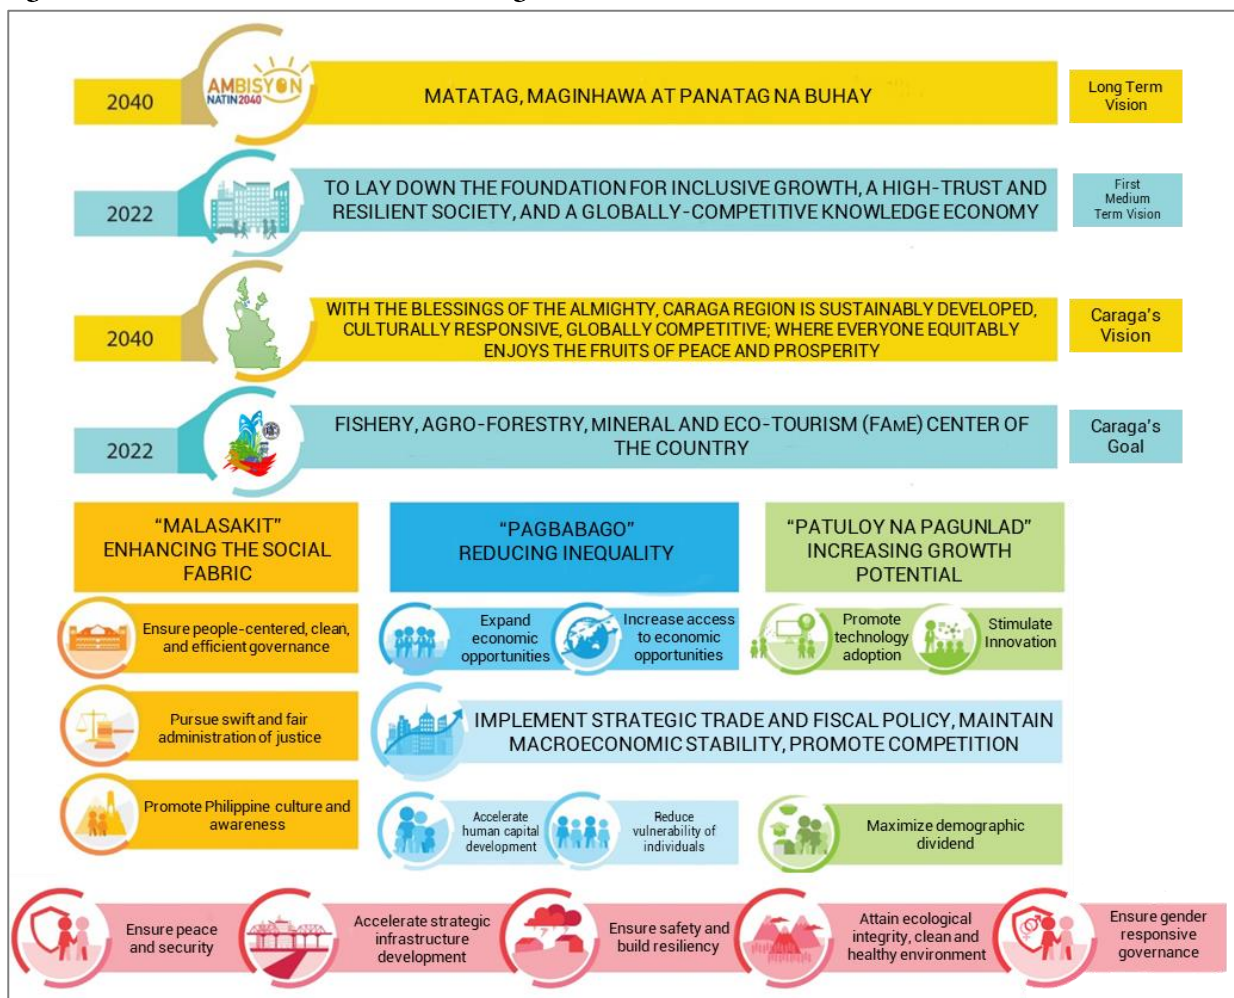 2040
AMBISYON
NATIN 2040
MATATAG, MAGINHAWA AT PANATAG NA BUHAY
Long Term
Vision
2022
TO LAY DOWN THE FOUNDATION FOR INCLUSIVE GROWTH, A HIGH-TRUST AND
RESILIENT SOCIETY, AND A GLOBALLY-COMPETITIVE KNOWLEDGE ECONOMY
First
Medium
Term Vision
2040
WITH THE BLESSINGS OF THE ALMIGHTY, CARAGA REGION IS SUSTAINABLY DEVELOPED,
CULTURALLY RESPONSIVE, GLOBALLY COMPETITIVE; WHERE EVERYONE EQUITABLY
ENJOYS THE FRUITS OF PEACE AND PROSPERITY
Caraga's
Vision
2022
FISHERY, AGRO-FORESTRY, MINERAL AND ECO-TOURISM (FAME) CENTER OF
THE COUNTRY
Caraga's
Goal
"MALASAKIT"
ENHANCING THE SOCIAL
FABRIC
"PAGBABAGO"
REDUCING INEQUALITY
"PATULOY NA PAGUNLAD"
INCREASING GROWTH
POTENTIAL
Ensure people-centered, clean,
and efficient governance
Expand
economic
opportunities
Increase access
to economic
opportunities
Promote
technology
adoption
Stimulate
Innovation
Pursue swift and fair
administration of justice
IMPLEMENT STRATEGIC TRADE AND FISCAL POLICY, MAINTAIN
MACROECONOMIC STABILITY, PROMOTE COMPETITION
Promote Philippine culture and
awareness
Accelerate
human capital
development
Reduce
vulnerability of
individuals
Maximize demographic
dividend
Ensure peace
and security
Accelerate strategic
infrastructure
development
Ensure safety and
build resiliency
Attain ecological
integrity, clean and
healthy environment
Ensure gender
responsive
governance